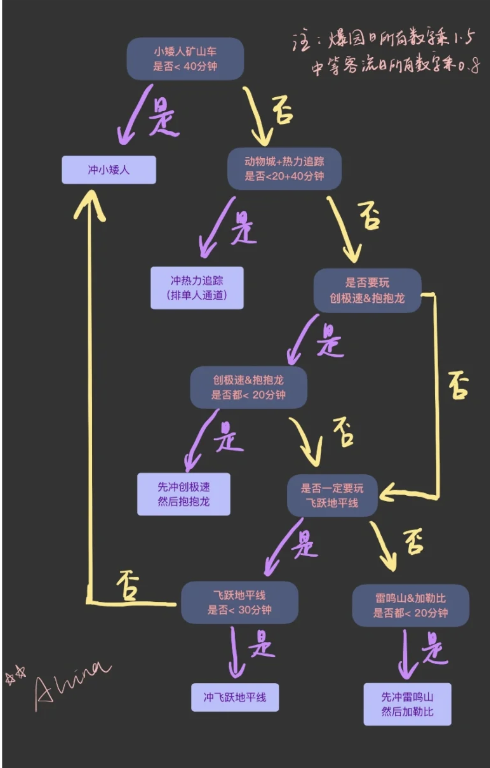 注：爆园日所有数字乘1.5
中等客流日所有数字乘0.8
小矮人矿山车
是否< 40分钟
是
否
冲小矮人
动物城+热力追踪
是否<20+40分钟
是
否
冲热力追踪
(排单人通道)
是否要玩
创极速&抱抱龙
是
否
创极速&抱抱龙
是否都< 20分钟
是
否
先冲创极速
然后抱抱龙
是否一定要玩
飞跃地平线
是
否
飞跃地平线
是否< 30分钟
否
是
雷鸣山&加勒比
是否都< 20分钟
是
冲飞跃地平线
先冲雷鸣山
然后加勒比
Ahina